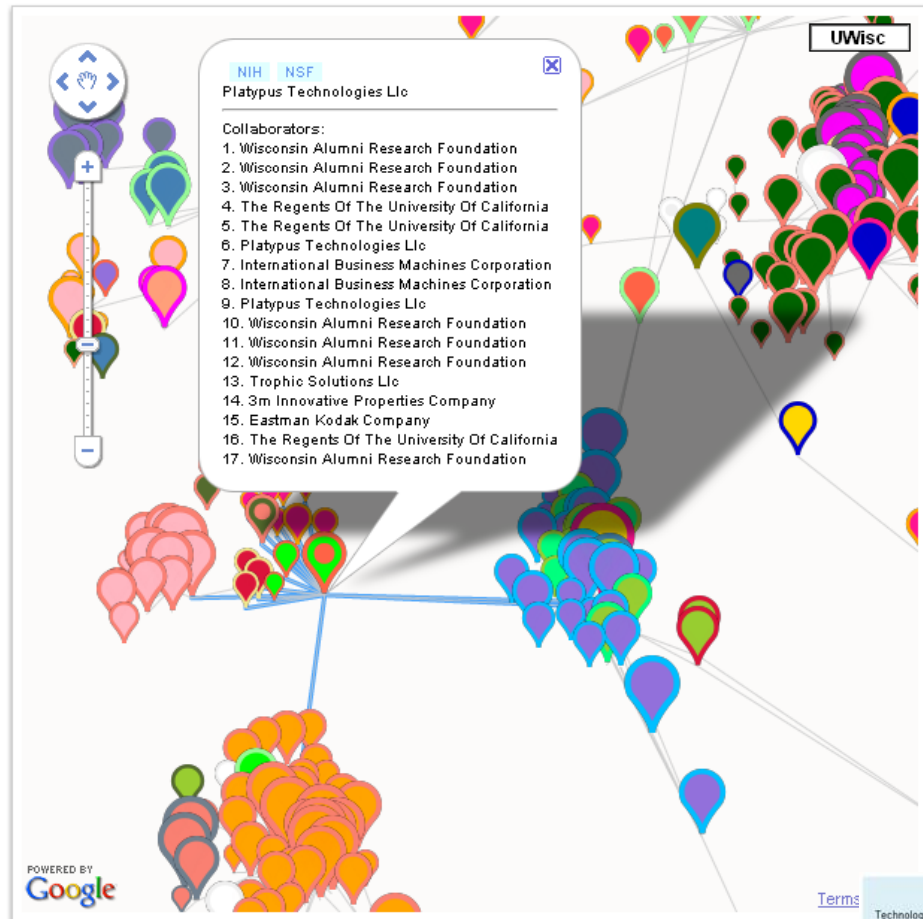 UWisc
NIH NSF
Platypus Technologies Llc
Collaborators:
1. Wisconsin Alumni Research Foundation
2. Wisconsin Alumni Research Foundation
3. Wisconsin Alumni Research Foundation
4. The Regents Of The University Of California
5. The Regents Of The University Of California
6. Platypus Technologies Llc
7. International Business Machines Corporation
8. International Business Machines Corporation
9. Platypus Technologies Llc
10. Wisconsin Alumni Research Foundation
11. Wisconsin Alumni Research Foundation
12. Wisconsin Alumni Research Foundation
13. Trophic Solutions Llc
14. 3m Innovative Properties Company
15. Eastman Kodak Company
16. The Regents Of The University Of California
17. Wisconsin Alumni Research Foundation
POWERED BY
Google
Terms
Technolog